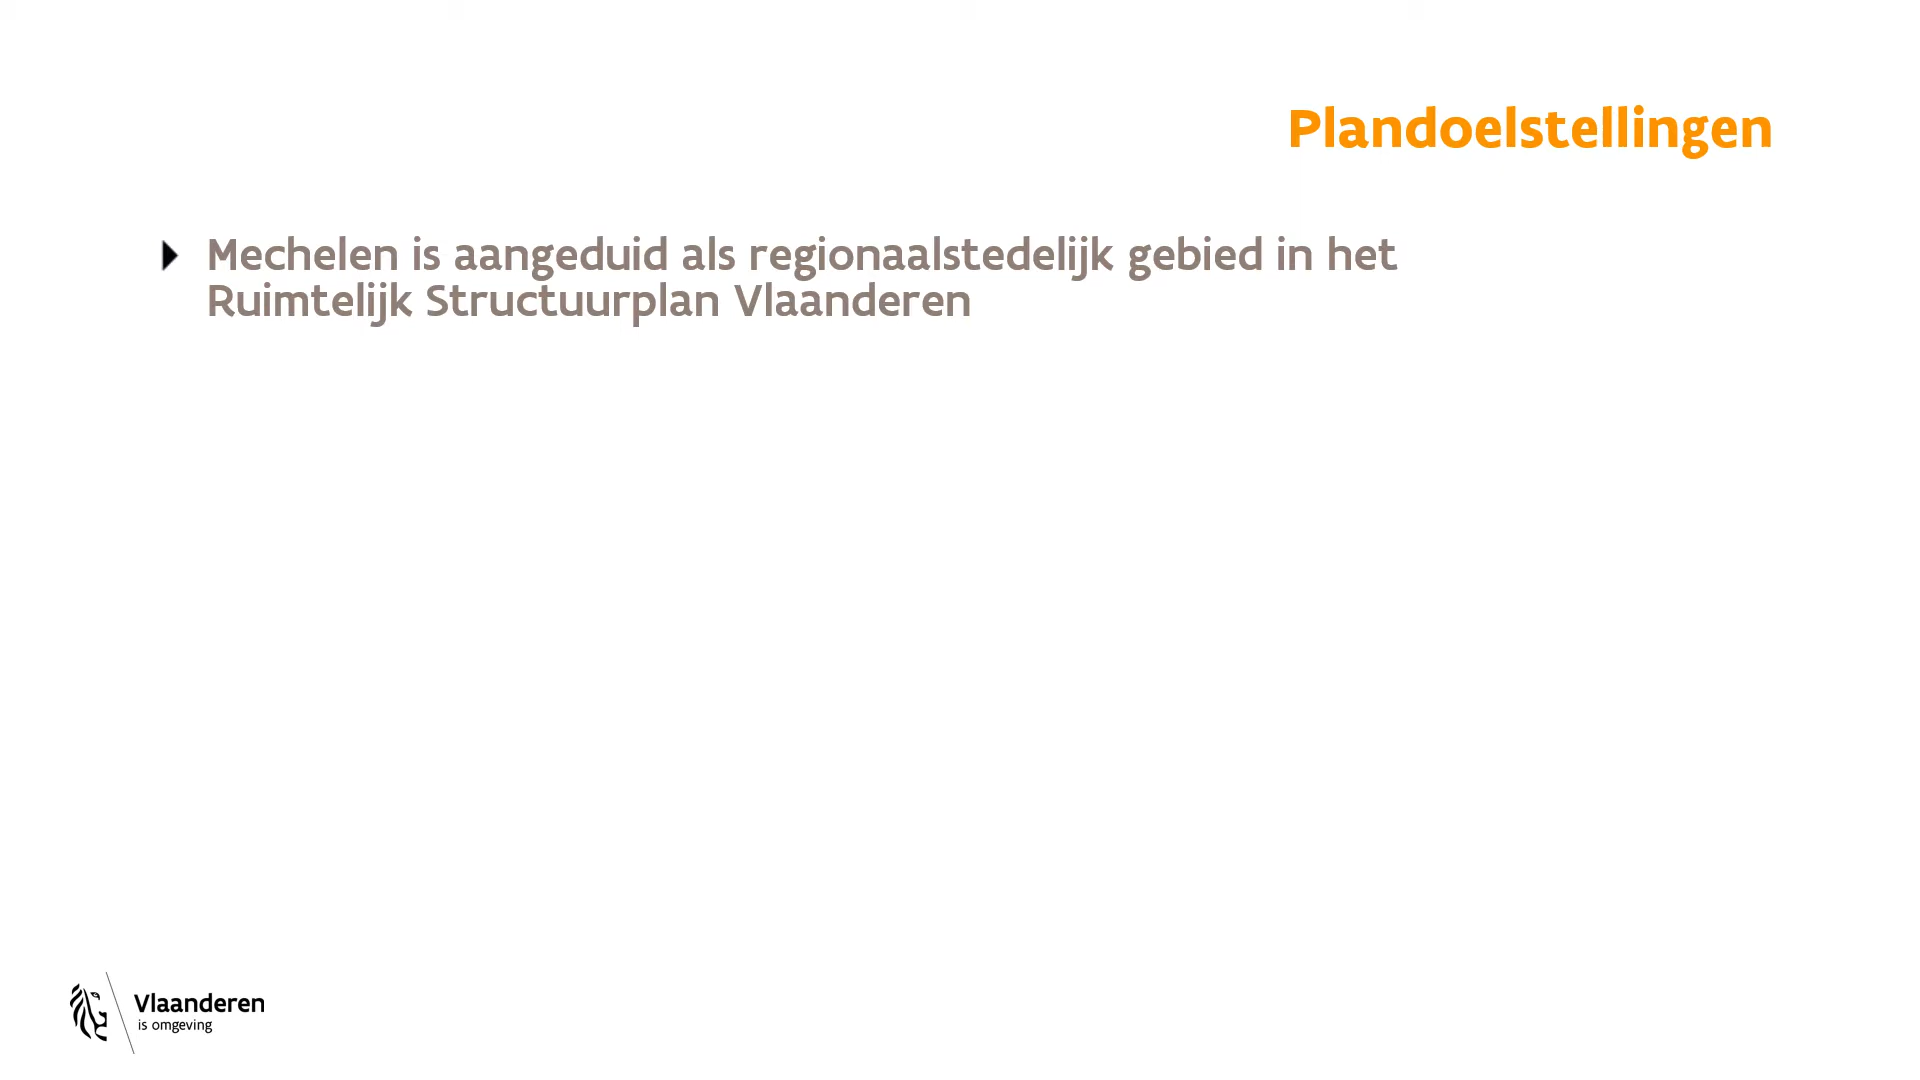 Plandoelstellingen
Mechelen is aangeduid als regionaalstedelijk gebied in het
Ruimtelijk Structuurplan Vlaanderen
Vlaanderen
is omgeving